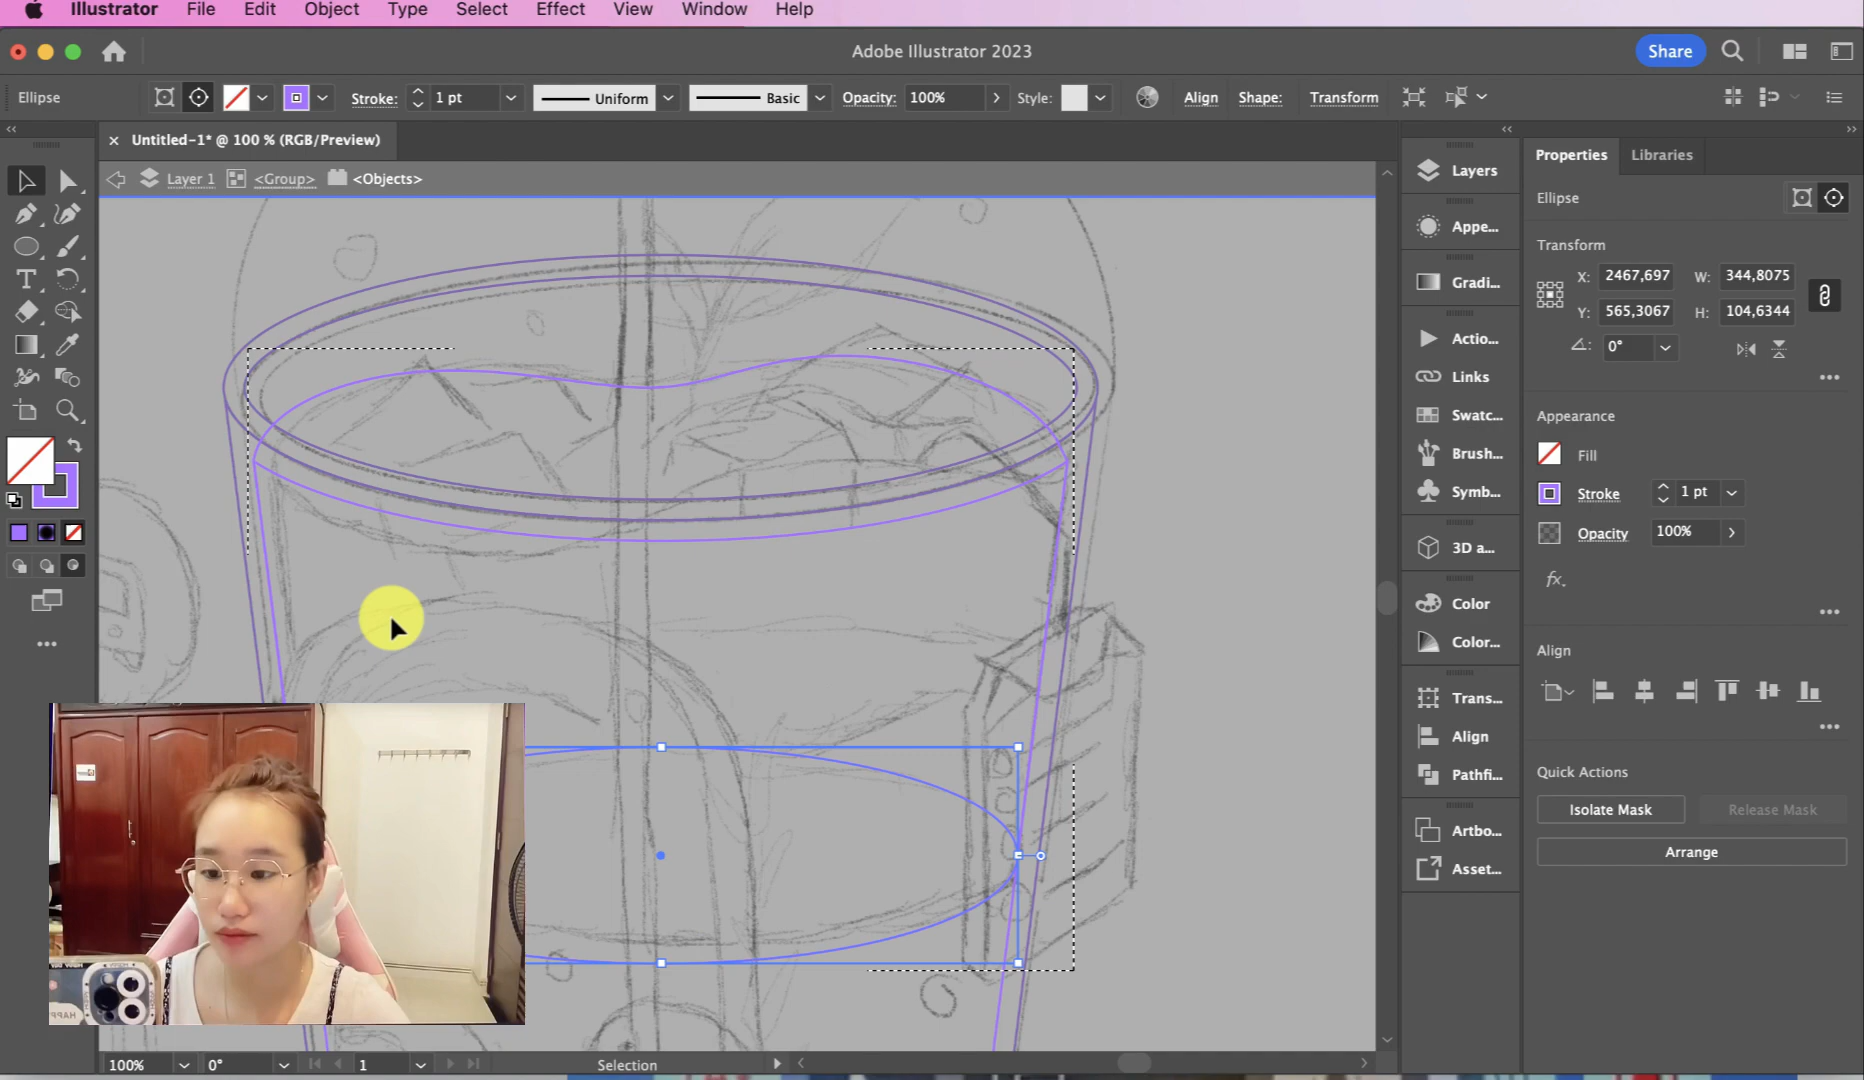 Illustrator File Edit Object Type Select Effect View Window Help
Adobe Illustrator 2023
Share
Ellipse
Stroke: 1 pt Uniform Basic Opacity: 100% Style: Align Shape: Transform
Untitled-1* @ 100 % (RGB/Preview)
Layer 1 <Group> <Objects>
Layers
Appe...
Gradi...
Actio...
Links
Swatc...
Brush...
Symb...
3D a...
Color
Color...
Trans...
Align
Pathfi...
Artbo...
Asset...
Properties Libraries
Ellipse
Transform
X: 2467,697 W: 344,8075
Y: 565,3067 H: 104,6344
0°
Appearance
Fill
Stroke 1 pt
Opacity 100%
fx.
Align
Quick Actions
Isolate Mask Release Mask
Arrange
100% 0° 1 Selection